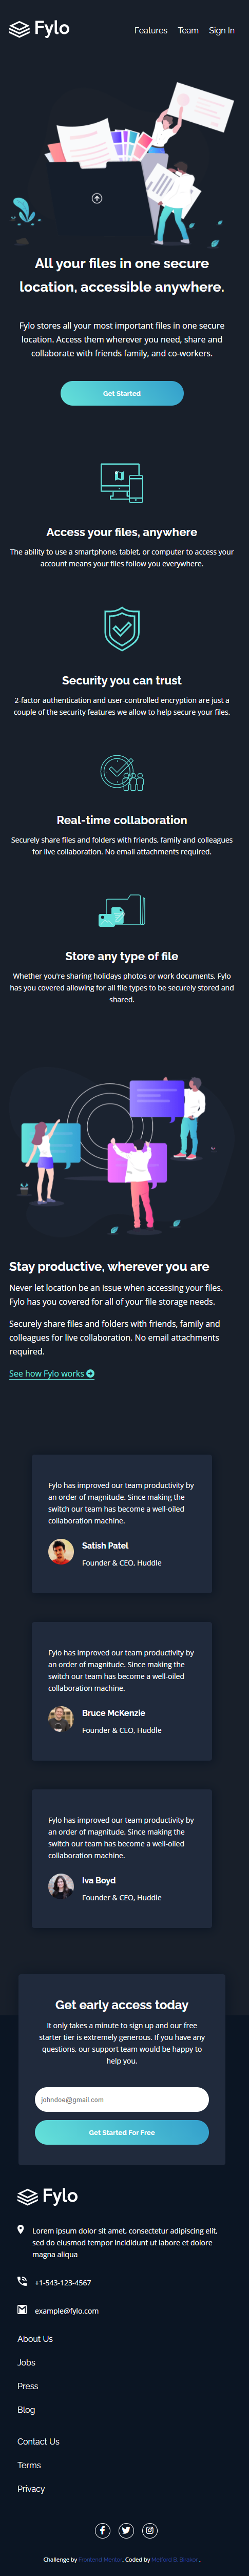 Fylo
Features Team Sign In
All your files in one secure
location, accessible anywhere.
Fylo stores all your most important files in one secure
location. Access them wherever you need, share and
collaborate with friends family, and co-workers.
Get Started
Access your files, anywhere
The ability to use a smartphone, tablet, or computer to access your
account means your files follow you everywhere.
Security you can trust
2-factor authentication and user-controlled encryption are just a
couple of the security features we allow to help secure your files.
Real-time collaboration
Securely share files and folders with friends, family and colleagues
for live collaboration. No email attachments required.
Store any type of file
Whether you're sharing holidays photos or work documents, Fylo
has you covered allowing for all file types to be securely stored and
shared.
Stay productive, wherever you are
Never let location be an issue when accessing your files.
Fylo has you covered for all of your file storage needs.
Securely share files and folders with friends, family and
colleagues for live collaboration. No email attachments
required.
See how Fylo works
Fylo has improved our team productivity by
an order of magnitude. Since making the
switch our team has become a well-oiled
collaboration machine.
Satish Patel
Founder & CEO, Huddle
Fylo has improved our team productivity by
an order of magnitude. Since making the
switch our team has become a well-oiled
collaboration machine.
Bruce McKenzie
Founder & CEO, Huddle
Fylo has improved our team productivity by
an order of magnitude. Since making the
switch our team has become a well-oiled
collaboration machine.
Iva Boyd
Founder & CEO, Huddle
Get early access today
It only takes a minute to sign up and our free
starter tier is extremely generous. If you have any
questions, our support team would be happy to
help you.
johndoe@gmail.com
Get Started For Free
Fylo
Lorem ipsum dolor sit amet, consectetur adipiscing elit,
sed do eiusmod tempor incididunt ut labore et dolore
magna aliqua
+1-543-123-4567
example@fylo.com
About Us
Jobs
Press
Blog
Contact Us
Terms
Privacy
Challenge by Frontend Mentor. Coded by